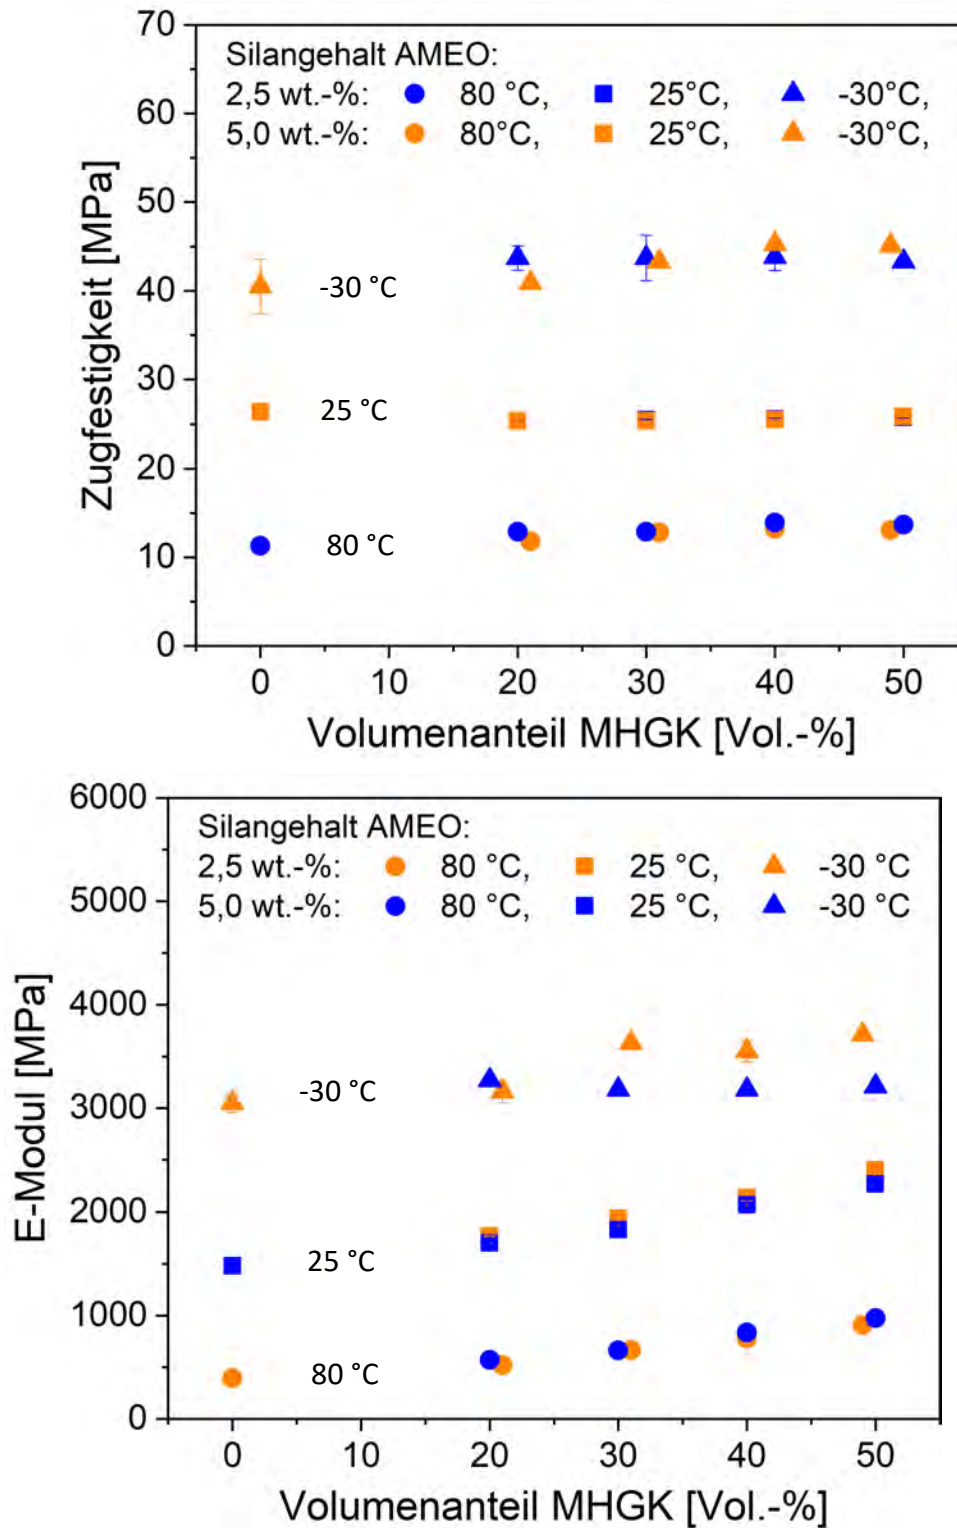 70
60
50
40
30
20
10
0
Zugfestigkeit [MPa]
Silangehalt AMEO:
2,5 wt.-%: 80 °C, 25°C, -30°C,
5,0 wt.-%: 80°C, 25°C, -30°C,
-30 °C
25 °C
80 °C
0 10 20 30 40 50
Volumenanteil MHGK [Vol.-%]
6000
5000
4000
3000
2000
1000
0
E-Modul [MPa]
Silangehalt AMEO:
2,5 wt.-%: 80 °C, 25 °C, -30 °C
5,0 wt.-%: 80 °C, 25 °C, -30 °C
-30 °C
25 °C
80 °C
0 10 20 30 40 50
Volumenanteil MHGK [Vol.-%]